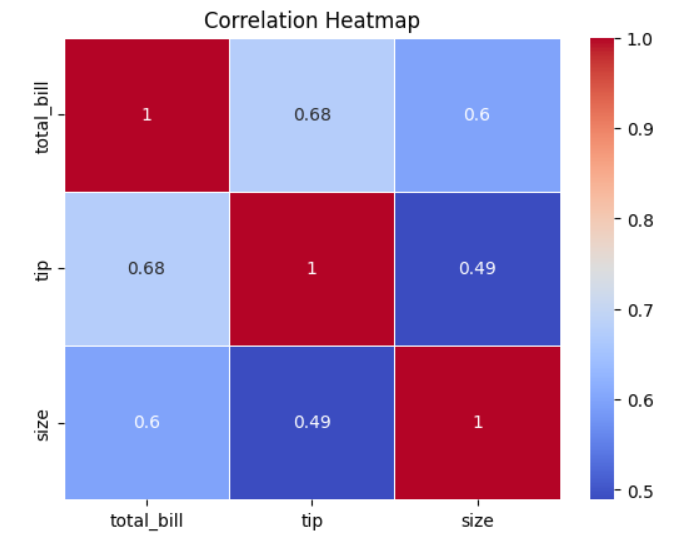 Correlation Heatmap
total_bill
1
0.68
0.6
tip
0.68
1
0.49
size
0.6
0.49
1
total_bill
tip
size
1.0
0.9
0.8
0.7
0.6
0.5